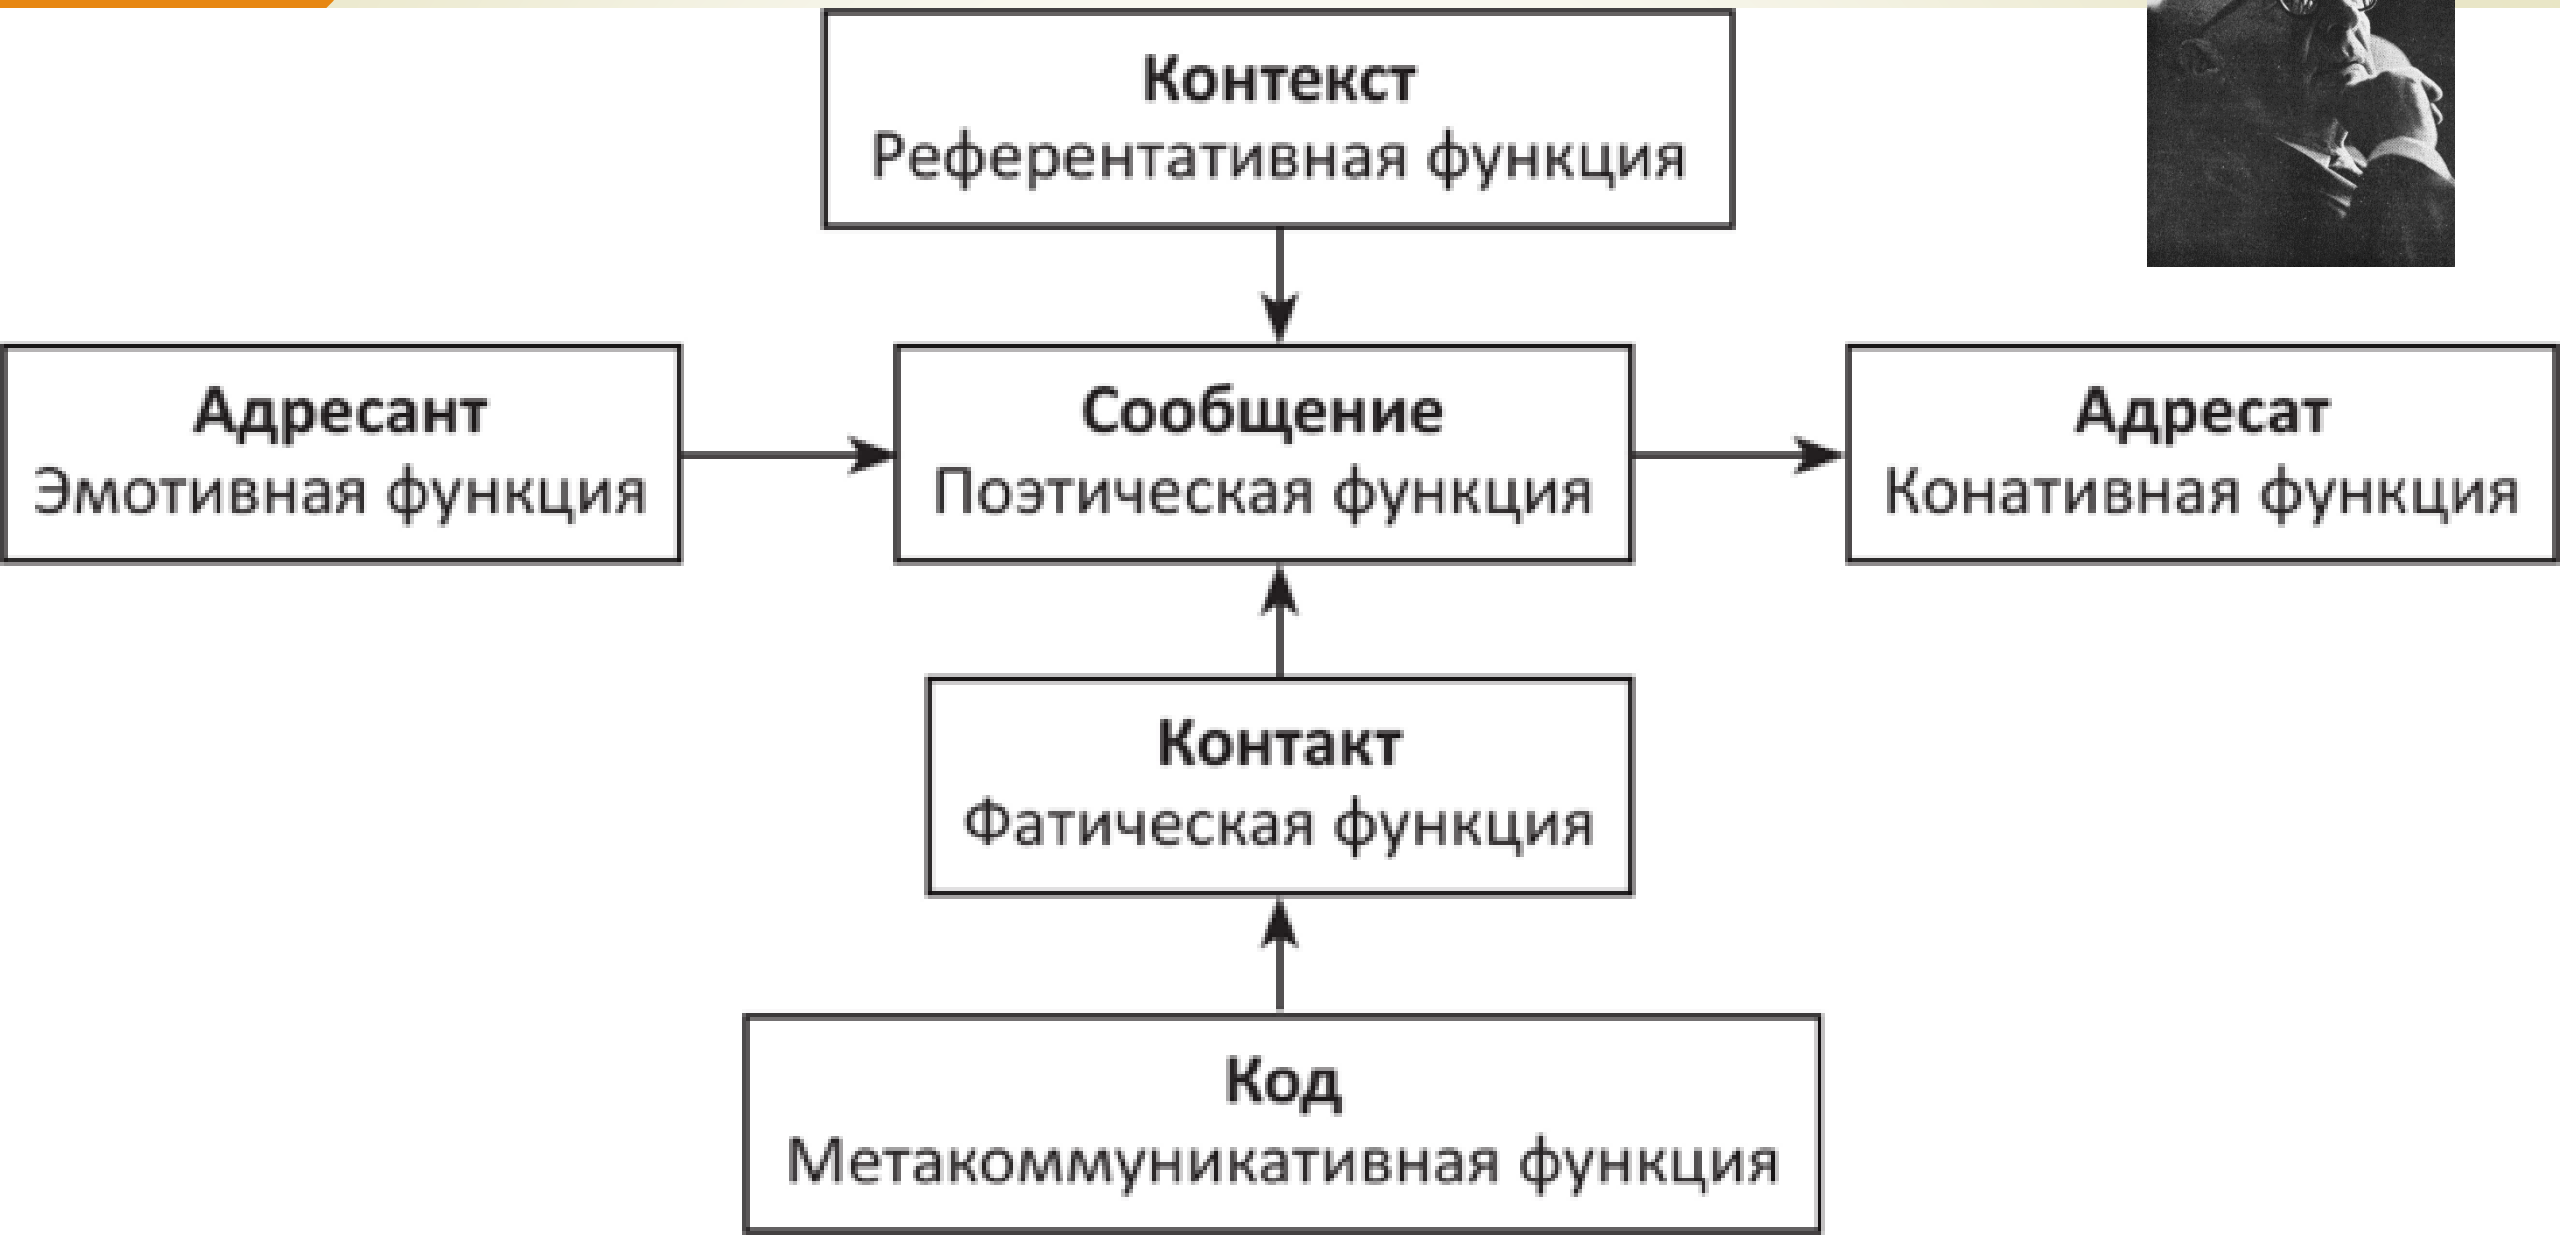 Контекст
Референтативная функция
Адресант
Эмотивная функция
Сообщение
Поэтическая функция
Адресат
Конативная функция
Контакт
Фатическая функция
Код
Метакоммуникативная функция